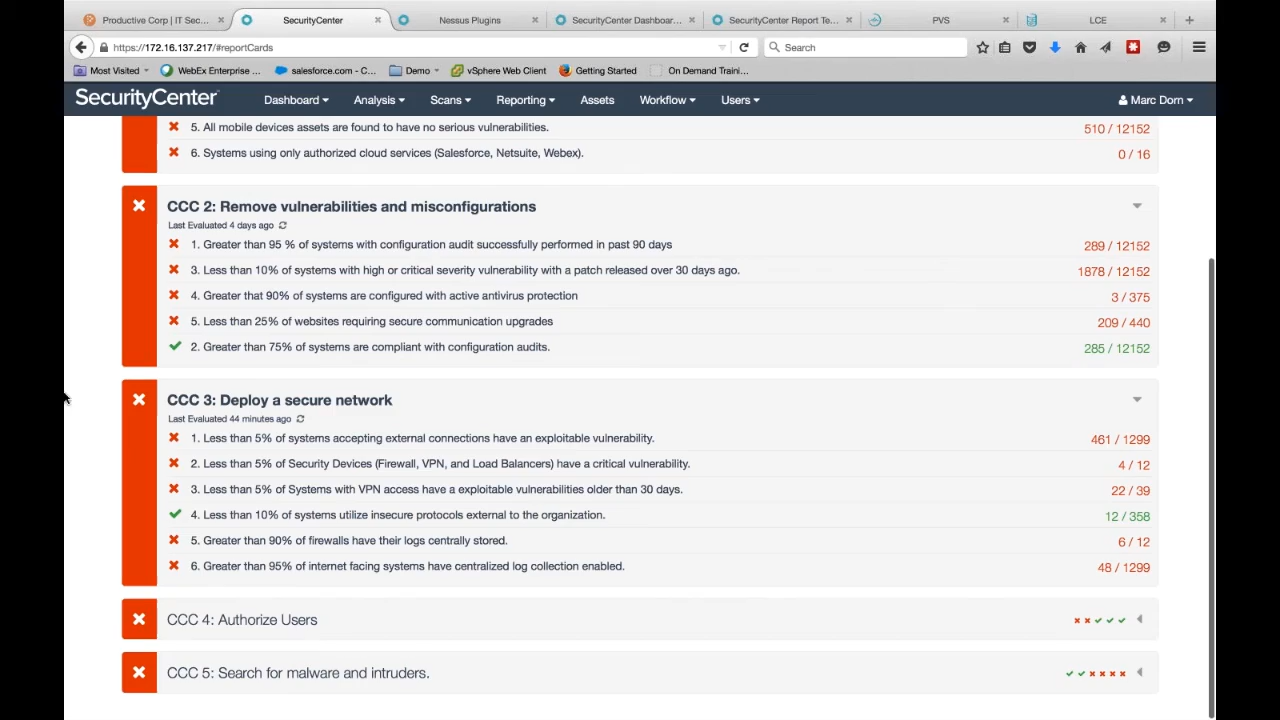 Productive Corp | IT Sec...
SecurityCenter
Nessus Plugins
SecurityCenter Dashboar...
SecurityCenter Report Te...
PVS
LCE
https://172.16.137.217/#reportCards
Search
Most Visited
WebEx Enterprise ...
salesforce.com - C...
Demo
vSphere Web Client
Getting Started
On Demand Traini...
SecurityCenter
Dashboard
Analysis
Scans
Reporting
Assets
Workflow
Users
Marc Dorn
5. All mobile devices assets are found to have no serious vulnerabilities. 510 / 12152
6. Systems using only authorized cloud services (Salesforce, Netsuite, Webex). 0 / 16
CCC 2: Remove vulnerabilities and misconfigurations
Last Evaluated 4 days ago
1. Greater than 95 % of systems with configuration audit successfully performed in past 90 days 289 / 12152
3. Less than 10% of systems with high or critical severity vulnerability with a patch released over 30 days ago. 1878 / 12152
4. Greater that 90% of systems are configured with active antivirus protection 3 / 375
5. Less than 25% of websites requiring secure communication upgrades 209 / 440
2. Greater than 75% of systems are compliant with configuration audits. 285 / 12152
CCC 3: Deploy a secure network
Last Evaluated 44 minutes ago
1. Less than 5% of systems accepting external connections have an exploitable vulnerability. 461 / 1299
2. Less than 5% of Security Devices (Firewall, VPN, and Load Balancers) have a critical vulnerability. 4 / 12
3. Less than 5% of Systems with VPN access have a exploitable vulnerabilities older than 30 days. 22 / 39
4. Less than 10% of systems utilize insecure protocols external to the organization. 12 / 358
5. Greater than 90% of firewalls have their logs centrally stored. 6 / 12
6. Greater than 95% of internet facing systems have centralized log collection enabled. 48 / 1299
CCC 4: Authorize Users
CCC 5: Search for malware and intruders.